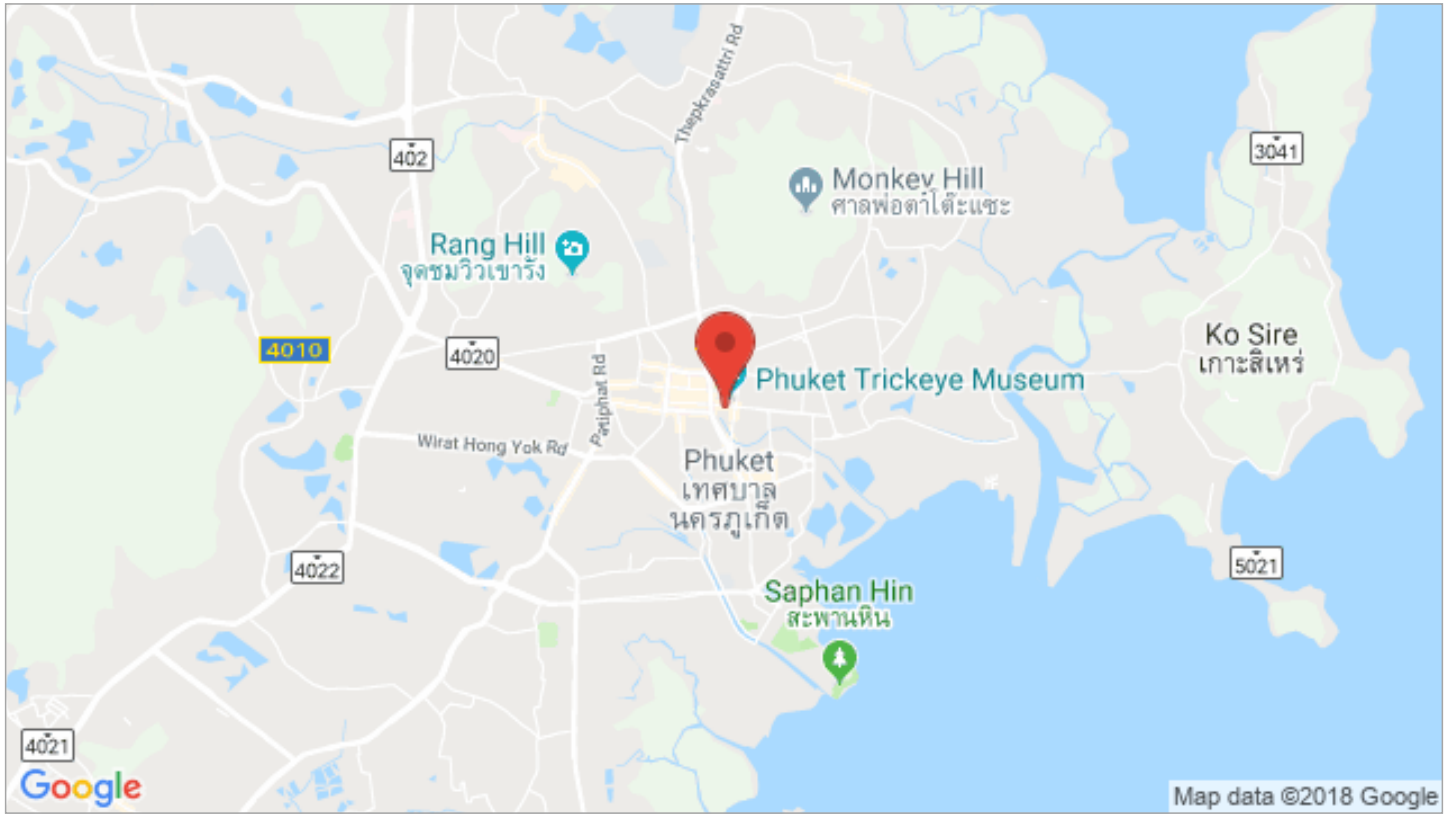 Thepkrasattri Rd
402
3041
Monkey Hill
ศาลพ่อตาโต๊ะแซะ
Rang Hill
จุดชมวิวเขารัง
4010
4020
Ko Sire
เกาะสิเหร่
Phuket Trickeye Museum
Patiphat Rd
Wirat Hong Yok Rd
Phuket
เทศบาล
นครภูเก็ต
4022
5021
Saphan Hin
สะพานหิน
4021
Google
Map data ©2018 Google